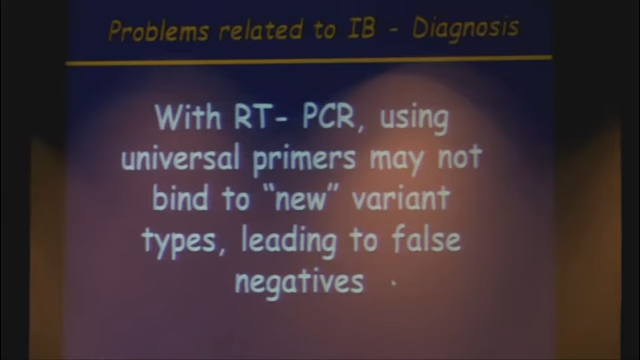 Problems related to IB - Diagnosis
With RT- PCR, using
universal primers may not
bind to “new” variant
types, leading to false
negatives